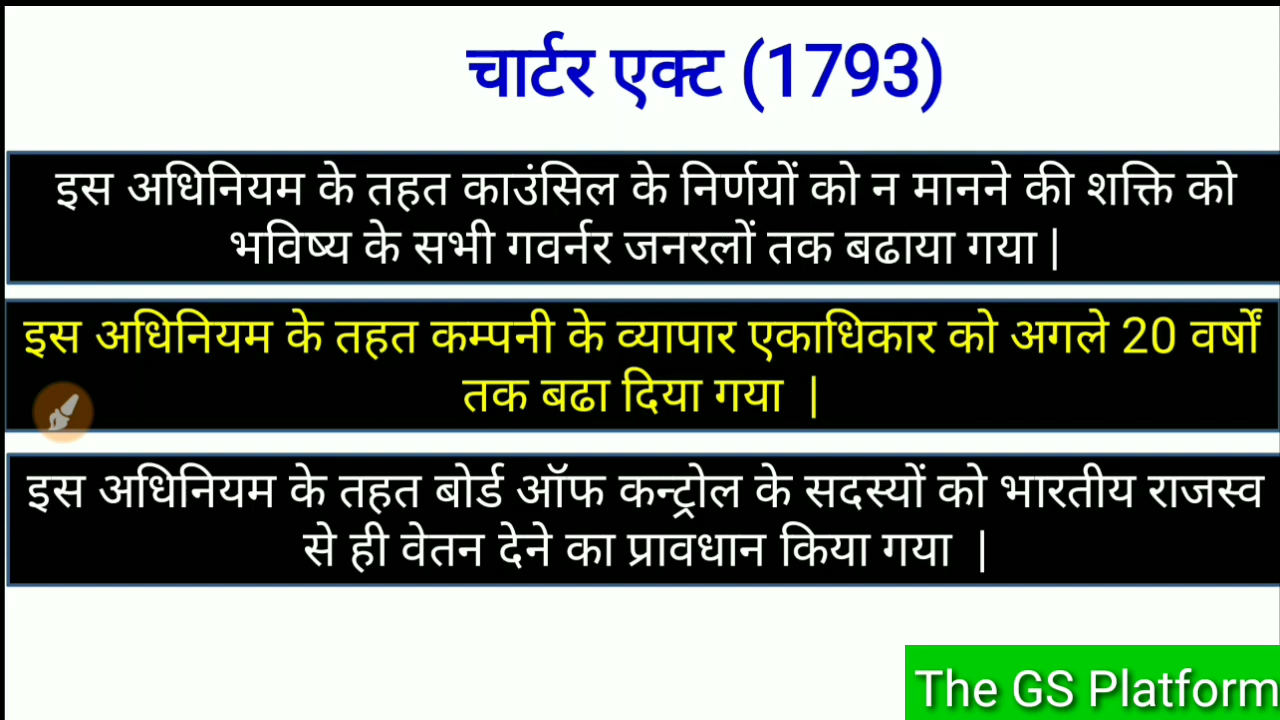 चार्टर एक्ट (1793)
इस अधिनियम के तहत काउंसिल के निर्णयों को न मानने की शक्ति को
भविष्य के सभी गवर्नर जनरलों तक बढाया गया |
इस अधिनियम के तहत कम्पनी के व्यापार एकाधिकार को अगले 20 वर्षों
तक बढा दिया गया |
इस अधिनियम के तहत बोर्ड ऑफ कन्ट्रोल के सदस्यों को भारतीय राजस्व
से ही वेतन देने का प्रावधान किया गया |
The GS Platform